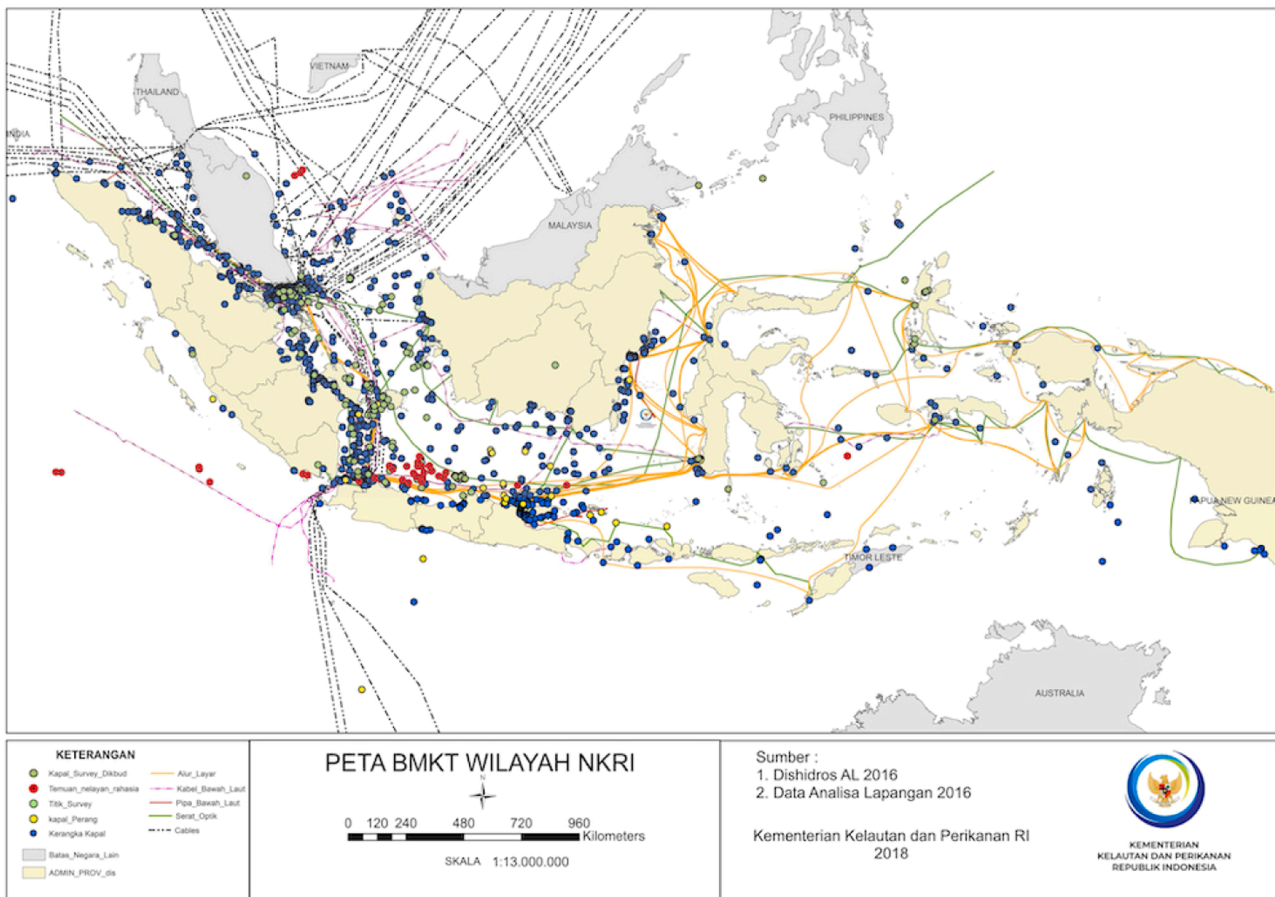 VIETNAM
THAILAND
INDIA
PHILIPPINES
MALAYSIA
PAPUA NEW GUINEA
TIMOR LESTE
AUSTRALIA
KETERANGAN
Kapal_Survey_Dikbud
Temuan_nelayan_rahasia
Titik_Survey
kapal_Perang
Kerangka Kapal
Alur_Layar
Kabel_Bawah_Laut
Pipa_Bawah_Laut
Serat_Optik
Cables
Batas_Negara_Lain
ADMIN_PROV_dis
PETA BMKT WILAYAH NKRI
N
0 120 240 480 720 960
Kilometers
SKALA 1:13.000.000
Sumber :
1. Dishidros AL 2016
2. Data Analisa Lapangan 2016
Kementerian Kelautan dan Perikanan RI
2018
KEMENTERIAN
KELAUTAN DAN PERIKANAN
REPUBLIK INDONESIA